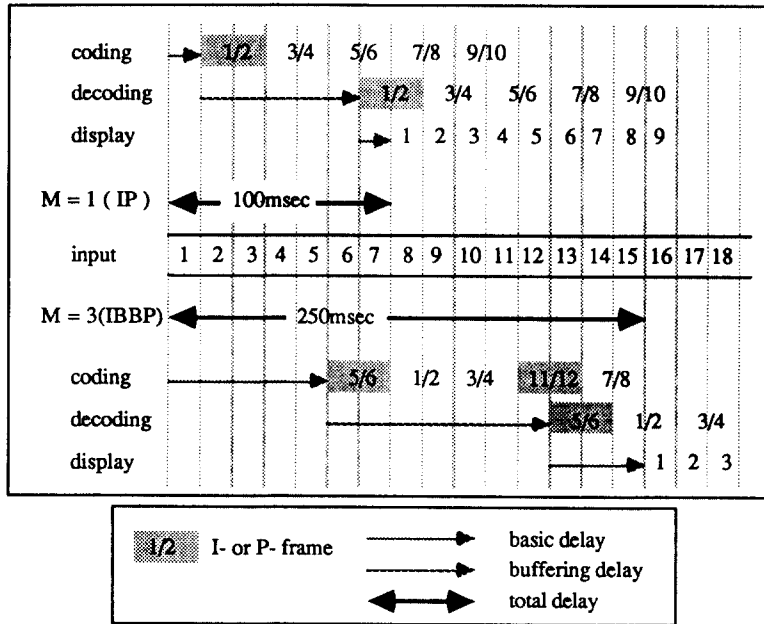 coding 1/2 3/4 5/6 7/8 9/10
decoding 1/2 3/4 5/6 7/8 9/10
display 1 2 3 4 5 6 7 8 9
M = 1 ( IP ) 100msec
input 1 2 3 4 5 6 7 8 9 10 11 12 13 14 15 16 17 18
M = 3(IBBP) 250msec
coding 5/6 1/2 3/4 11/12 7/8
decoding 5/6 1/2 3/4
display 1 2 3
1/2 I- or P- frame basic delay
buffering delay
total delay